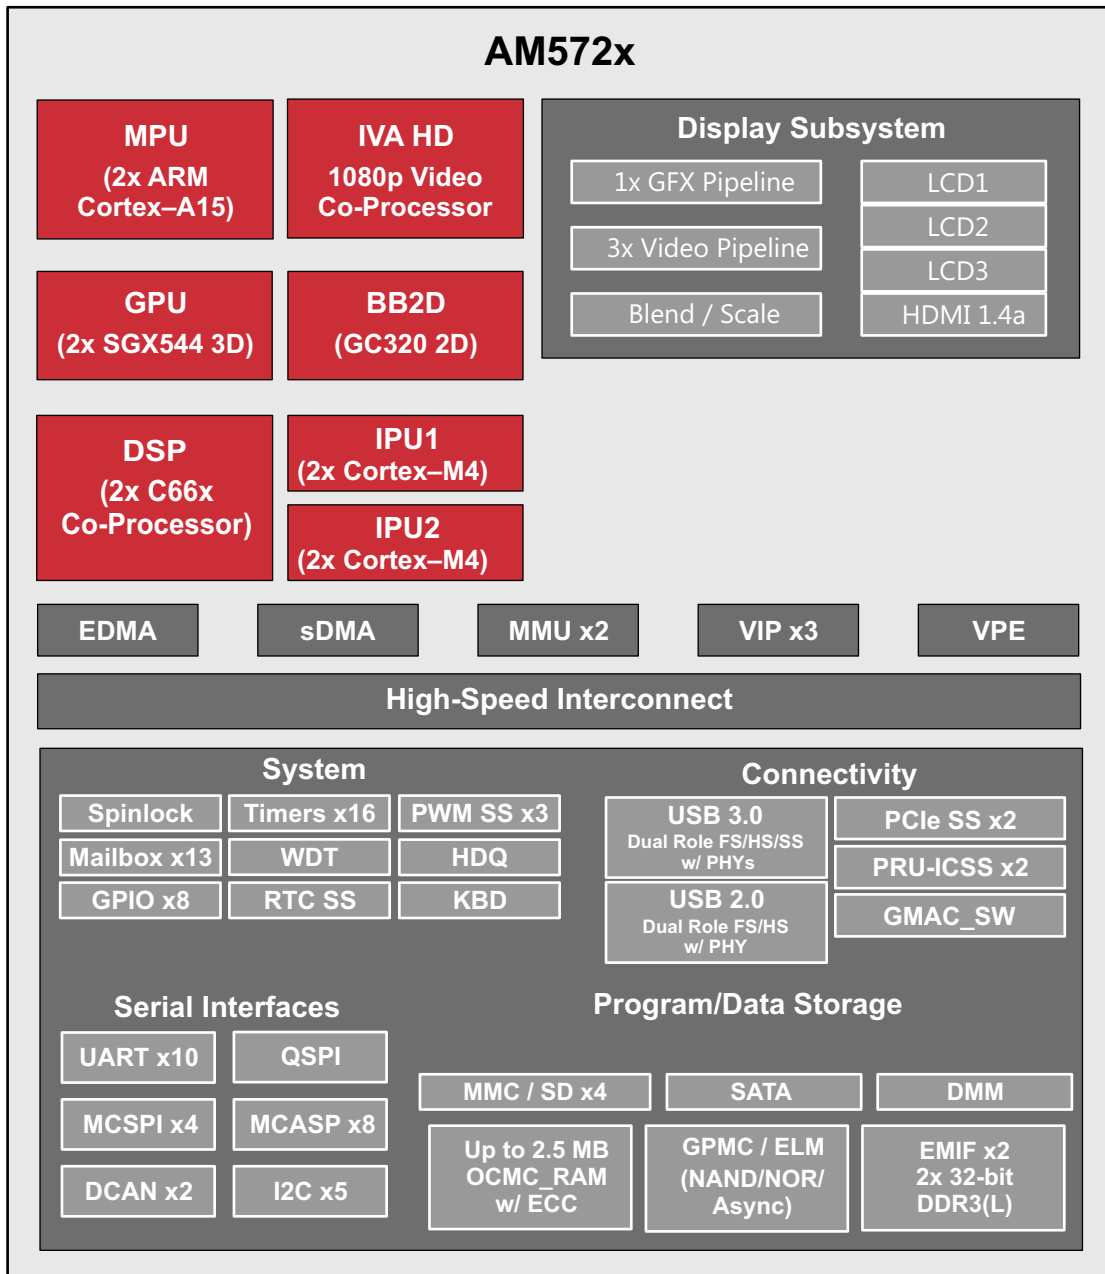 AM572x
MPU
(2x ARM
Cortex–A15)
IVA HD
1080p Video
Co-Processor
Display Subsystem
1x GFX Pipeline
3x Video Pipeline
Blend / Scale
LCD1
LCD2
LCD3
HDMI 1.4a
GPU
(2x SGX544 3D)
BB2D
(GC320 2D)
DSP
(2x C66x
Co-Processor)
IPU1
(2x Cortex–M4)
IPU2
(2x Cortex–M4)
EDMA
sDMA
MMU x2
VIP x3
VPE
High-Speed Interconnect
System
Spinlock
Timers x16
PWM SS x3
Mailbox x13
WDT
HDQ
GPIO x8
RTC SS
KBD
Connectivity
USB 3.0
Dual Role FS/HS/SS
w/ PHYs
USB 2.0
Dual Role FS/HS
w/ PHY
PCIe SS x2
PRU-ICSS x2
GMAC_SW
Serial Interfaces
UART x10
QSPI
MCSPI x4
MCASP x8
DCAN x2
I2C x5
Program/Data Storage
MMC / SD x4
SATA
DMM
Up to 2.5 MB
OCMC_RAM
w/ ECC
GPMC / ELM
(NAND/NOR/
Async)
EMIF x2
2x 32-bit
DDR3(L)